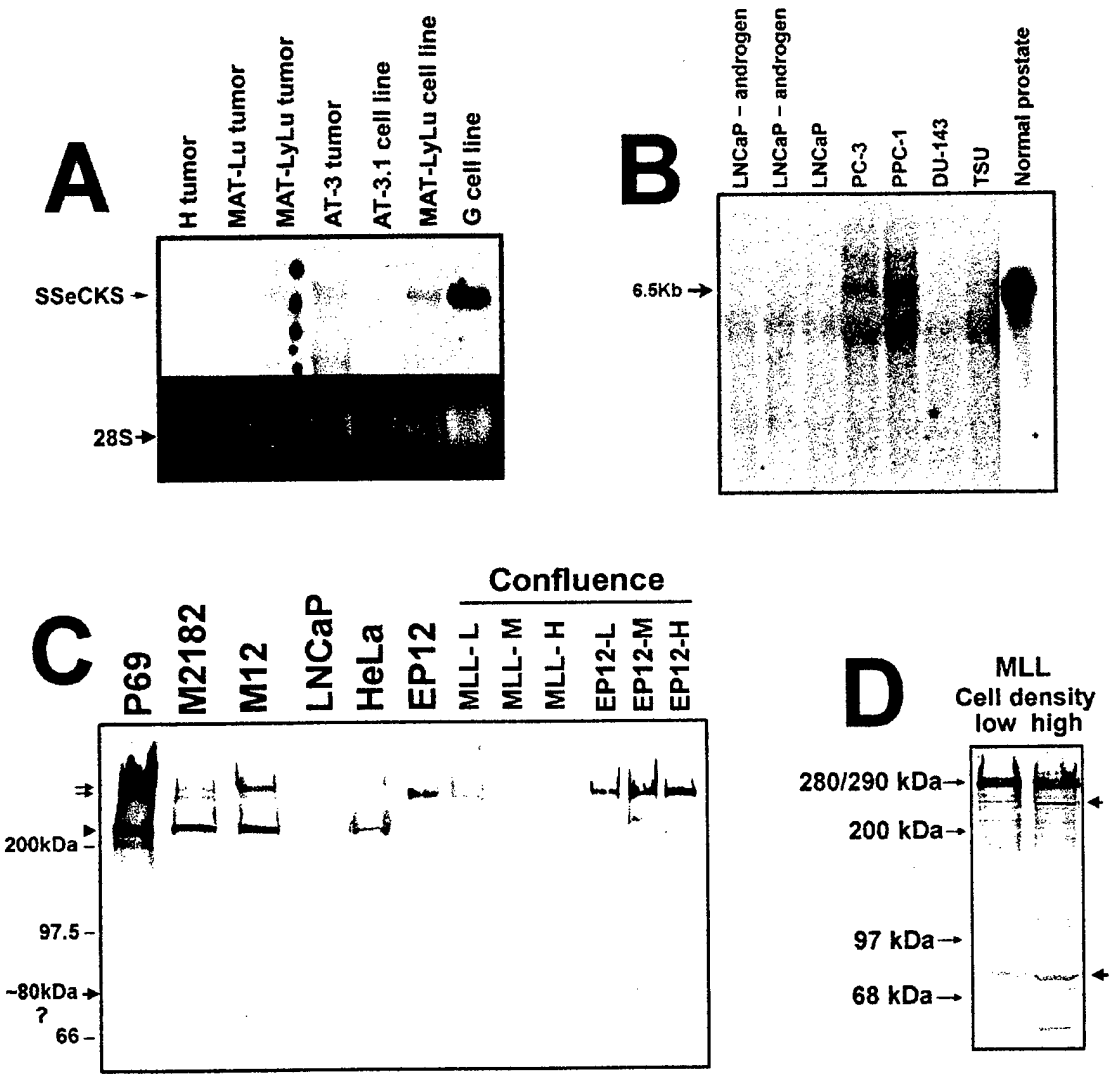 A
H tumor
MAT-Lu tumor
MAT-LyLu tumor
AT-3 tumor
AT-3.1 cell line
MAT-LyLu cell line
G cell line
SSeCKS
28S
B
LNCaP – androgen
LNCaP – androgen
LNCaP
PC-3
PPC-1
DU-143
TSU
Normal prostate
6.5Kb
C
Confluence
P69
M2182
M12
LNCaP
HeLa
EP12
MLL- L
MLL- M
MLL- H
EP12-L
EP12-M
EP12-H
200kDa –
97.5 –
~80kDa
?
66 –
D
MLL
Cell density
low high
280/290 kDa
200 kDa
97 kDa
68 kDa